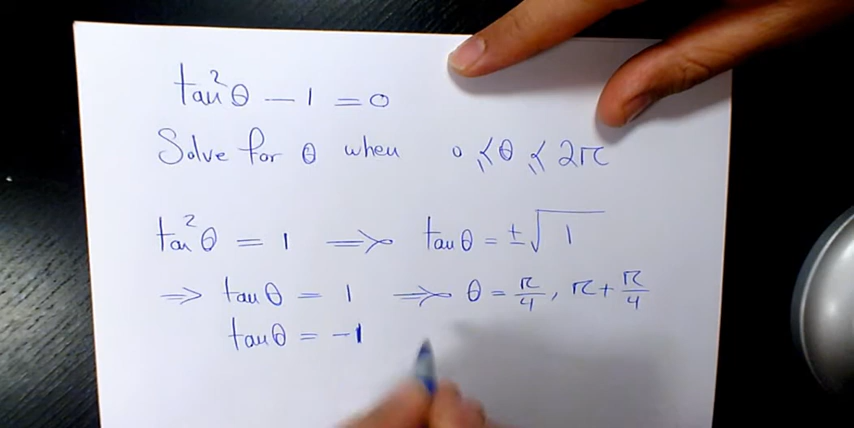 tan²θ − 1 = 0
Solve for θ when 0 ≤ θ ≤ 2π
tan²θ = 1 ⇒ tanθ = ±√1
⇒ tanθ = 1 ⇒ θ = π/4, π + π/4
tanθ = −1